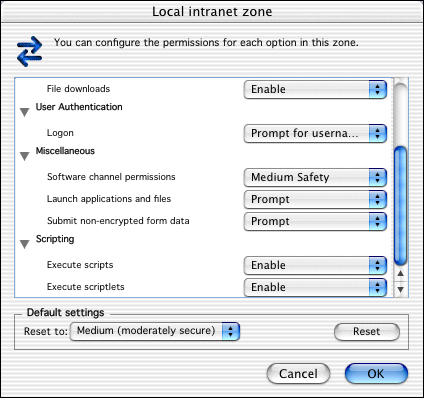 Local intranet zone
You can configure the permissions for each option in this zone.
File downloads Enable
User Authentication
Logon Prompt for userna...
Miscellaneous
Software channel permissions Medium Safety
Launch applications and files Prompt
Submit non-encrypted form data Prompt
Scripting
Execute scripts Enable
Execute scriptlets Enable
Default settings
Reset to: Medium (moderately secure) Reset
Cancel OK